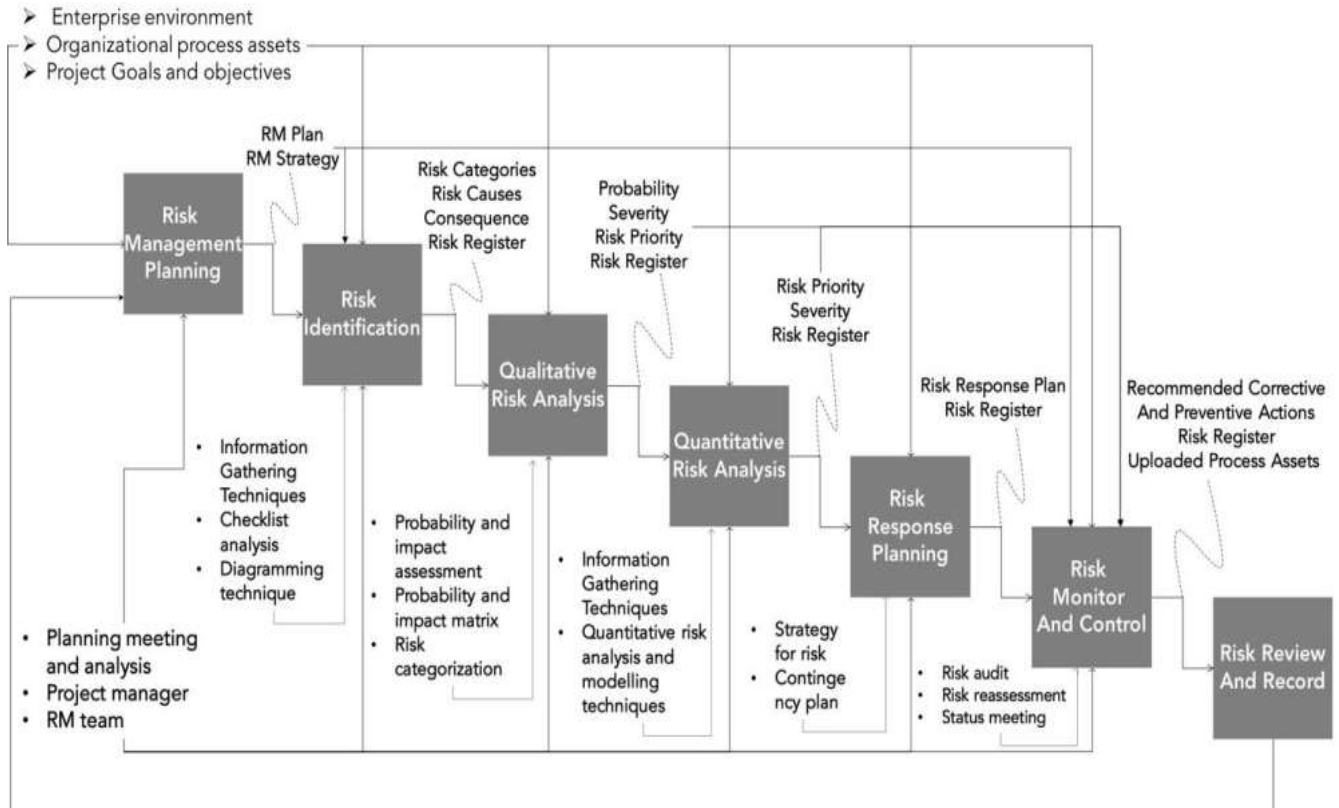 ➤ Enterprise environment
➤ Organizational process assets
➤ Project Goals and objectives
RM Plan
RM Strategy
Risk
Management
Planning
Risk Categories
Risk Causes
Consequence
Risk Register
Risk
Identification
Probability
Severity
Risk Priority
Risk Register
Qualitative
Risk Analysis
Risk Priority
Severity
Risk Register
Quantitative
Risk Analysis
Risk Response Plan
Risk Register
Risk
Response
Planning
Recommended Corrective
And Preventive Actions
Risk Register
Uploaded Process Assets
Risk
Monitor
And Control
Risk Review
And Record
• Information
Gathering
Techniques
• Checklist
analysis
• Diagramming
technique
• Probability and
impact
assessment
• Probability and
impact matrix
• Risk
categorization
• Information
Gathering
Techniques
• Quantitative risk
analysis and
modelling
techniques
• Strategy
for risk
• Continge
ncy plan
• Risk audit
• Risk reassessment
• Status meeting
• Planning meeting
and analysis
• Project manager
• RM team